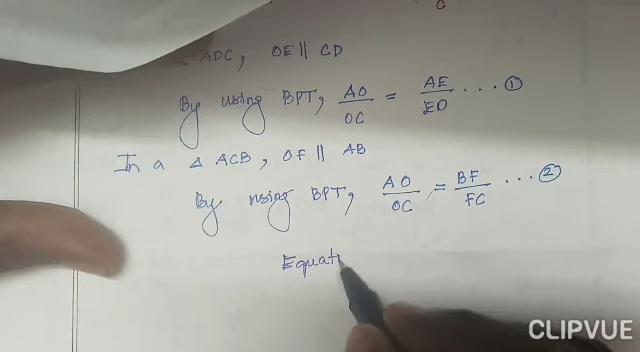 C
ADC, OE || CD
By using BPT, AO/OC = AE/ED ... ①
In a △ ACB, OF || AB
By using BPT, AO/OC = BF/FC ... ②
Equati
CLIPVUE